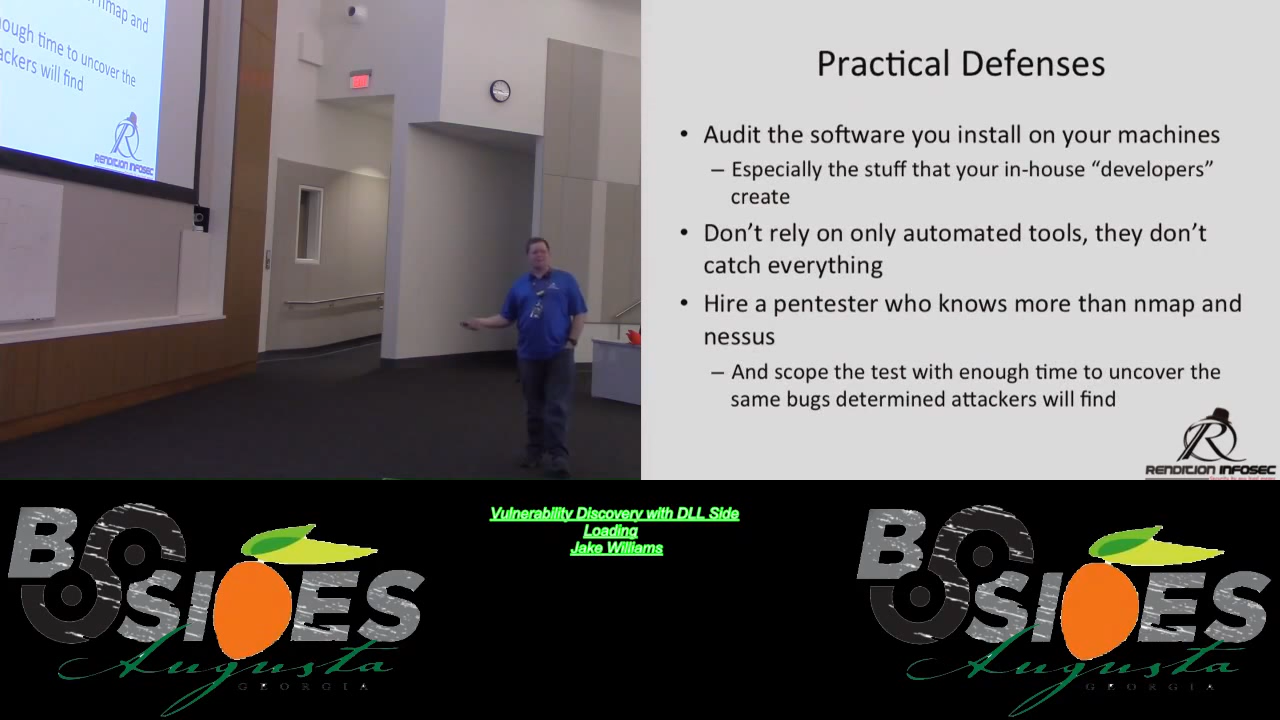 nmap and
ough time to uncover the
ackers will find
RENDITION INFOSEC
Practical Defenses
• Audit the software you install on your machines
– Especially the stuff that your in-house “developers”
create
• Don’t rely on only automated tools, they don’t
catch everything
• Hire a pentester who knows more than nmap and
nessus
– And scope the test with enough time to uncover the
same bugs determined attackers will find
R
RENDITION INFOSEC
Vulnerability Discovery with DLL Side
Loading
Jake Williams
BSIDES
Augusta
GEORGIA
BSIDES
Augusta
GEORGIA